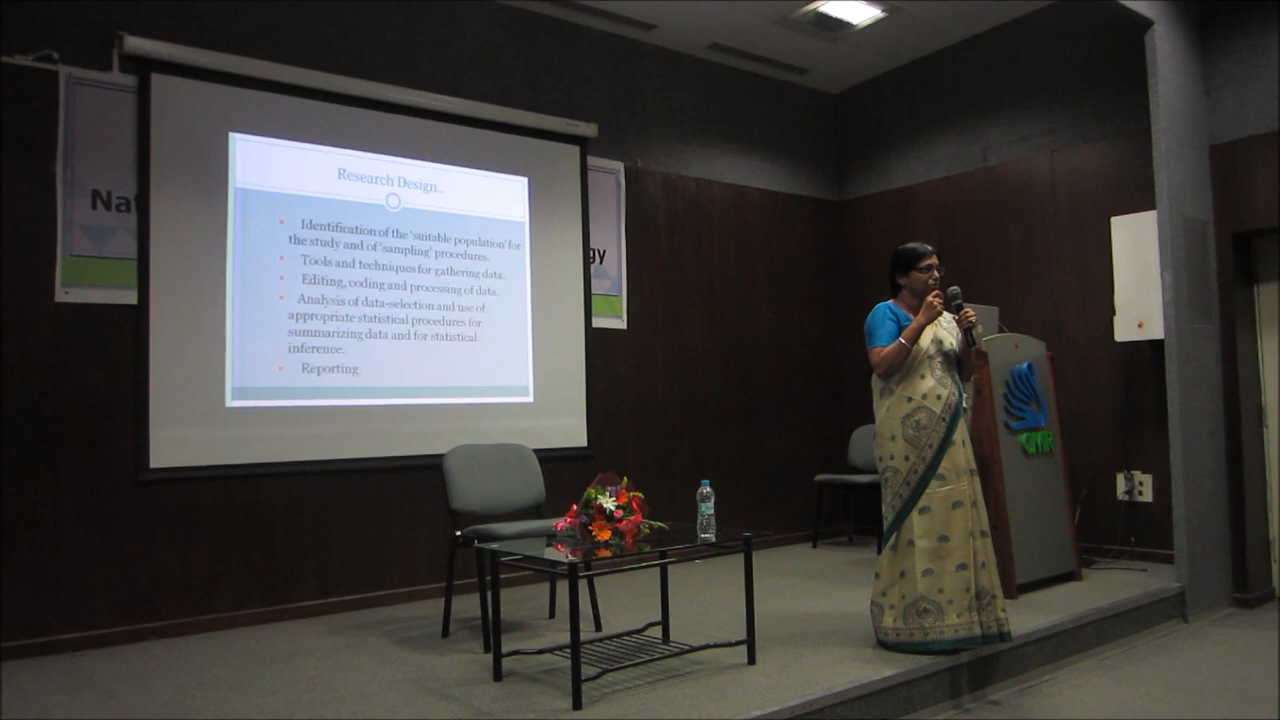 Research Design..
Identification of the 'suitable population' for
the study and of 'sampling' procedures.
Tools and techniques for gathering data.
Editing, coding and processing of data.
Analysis of data-selection and use of
appropriate statistical procedures for
summarizing data and for statistical
inference.
Reporting
Nat
gy